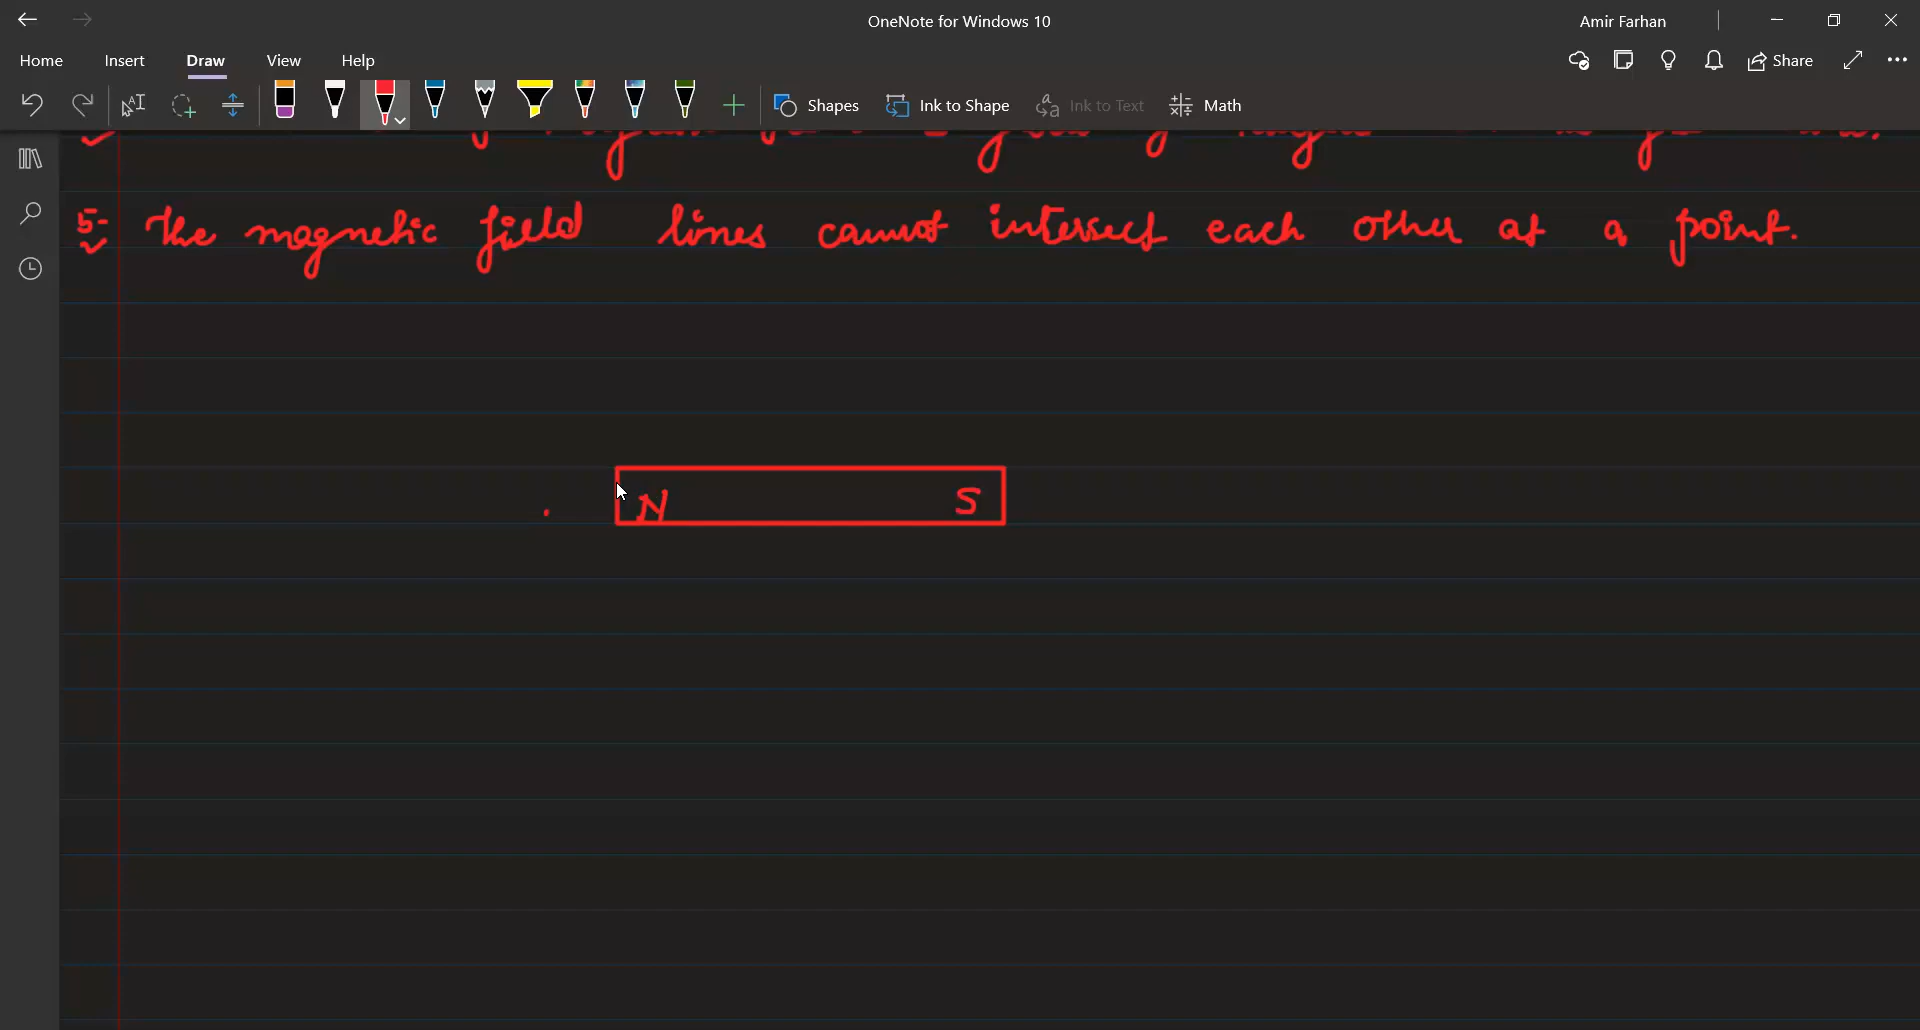 OneNote for Windows 10
Amir Farhan
Home Insert Draw View Help
Share
Shapes Ink to Shape Ink to Text Math
5- The magnetic field lines cannot intersect each other at a point.
N S